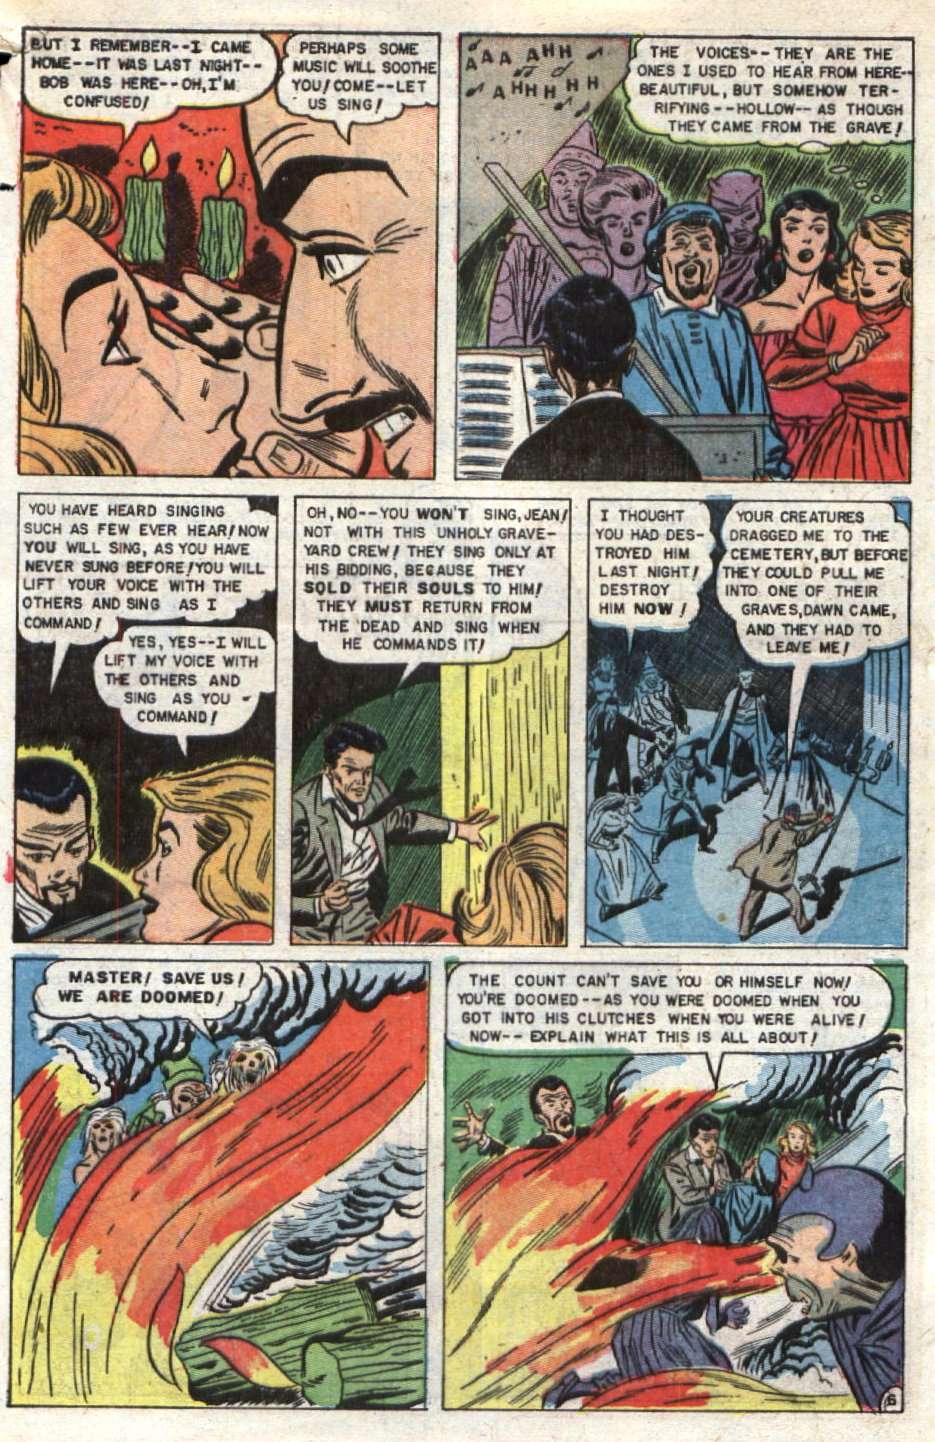 BUT I REMEMBER--I CAME
HOME--IT WAS LAST NIGHT--
BOB WAS HERE--OH, I'M
CONFUSED!
PERHAPS SOME
MUSIC WILL SOOTHE
YOU! COME--LET
US SING!
AAA AHH
AHHH HH
THE VOICES--THEY ARE THE
ONES I USED TO HEAR FROM HERE--
BEAUTIFUL, BUT SOMEHOW TER-
RIFYING--HOLLOW--AS THOUGH
THEY CAME FROM THE GRAVE!
YOU HAVE HEARD SINGING
SUCH AS FEW EVER HEAR! NOW
YOU WILL SING, AS YOU HAVE
NEVER SUNG BEFORE! YOU WILL
LIFT YOUR VOICE WITH THE
OTHERS AND SING AS I
COMMAND!
YES, YES--I WILL
LIFT MY VOICE WITH
THE OTHERS AND
SING AS YOU
COMMAND!
OH, NO--YOU WON'T SING, JEAN!
NOT WITH THIS UNHOLY GRAVE-
YARD CREW! THEY SING ONLY AT
HIS BIDDING, BECAUSE THEY
SOLD THEIR SOULS TO HIM!
THEY MUST RETURN FROM
THE DEAD AND SING WHEN
HE COMMANDS IT!
I THOUGHT
YOU HAD DES-
TROYED HIM
LAST NIGHT!
DESTROY
HIM NOW!
YOUR CREATURES
DRAGGED ME TO THE
CEMETERY, BUT BEFORE
THEY COULD PULL ME
INTO ONE OF THEIR
GRAVES, DAWN CAME,
AND THEY HAD TO
LEAVE ME!
MASTER! SAVE US!
WE ARE DOOMED!
THE COUNT CAN'T SAVE YOU OR HIMSELF NOW!
YOU'RE DOOMED--AS YOU WERE DOOMED WHEN YOU
GOT INTO HIS CLUTCHES WHEN YOU WERE ALIVE!
NOW--EXPLAIN WHAT THIS IS ALL ABOUT!
6